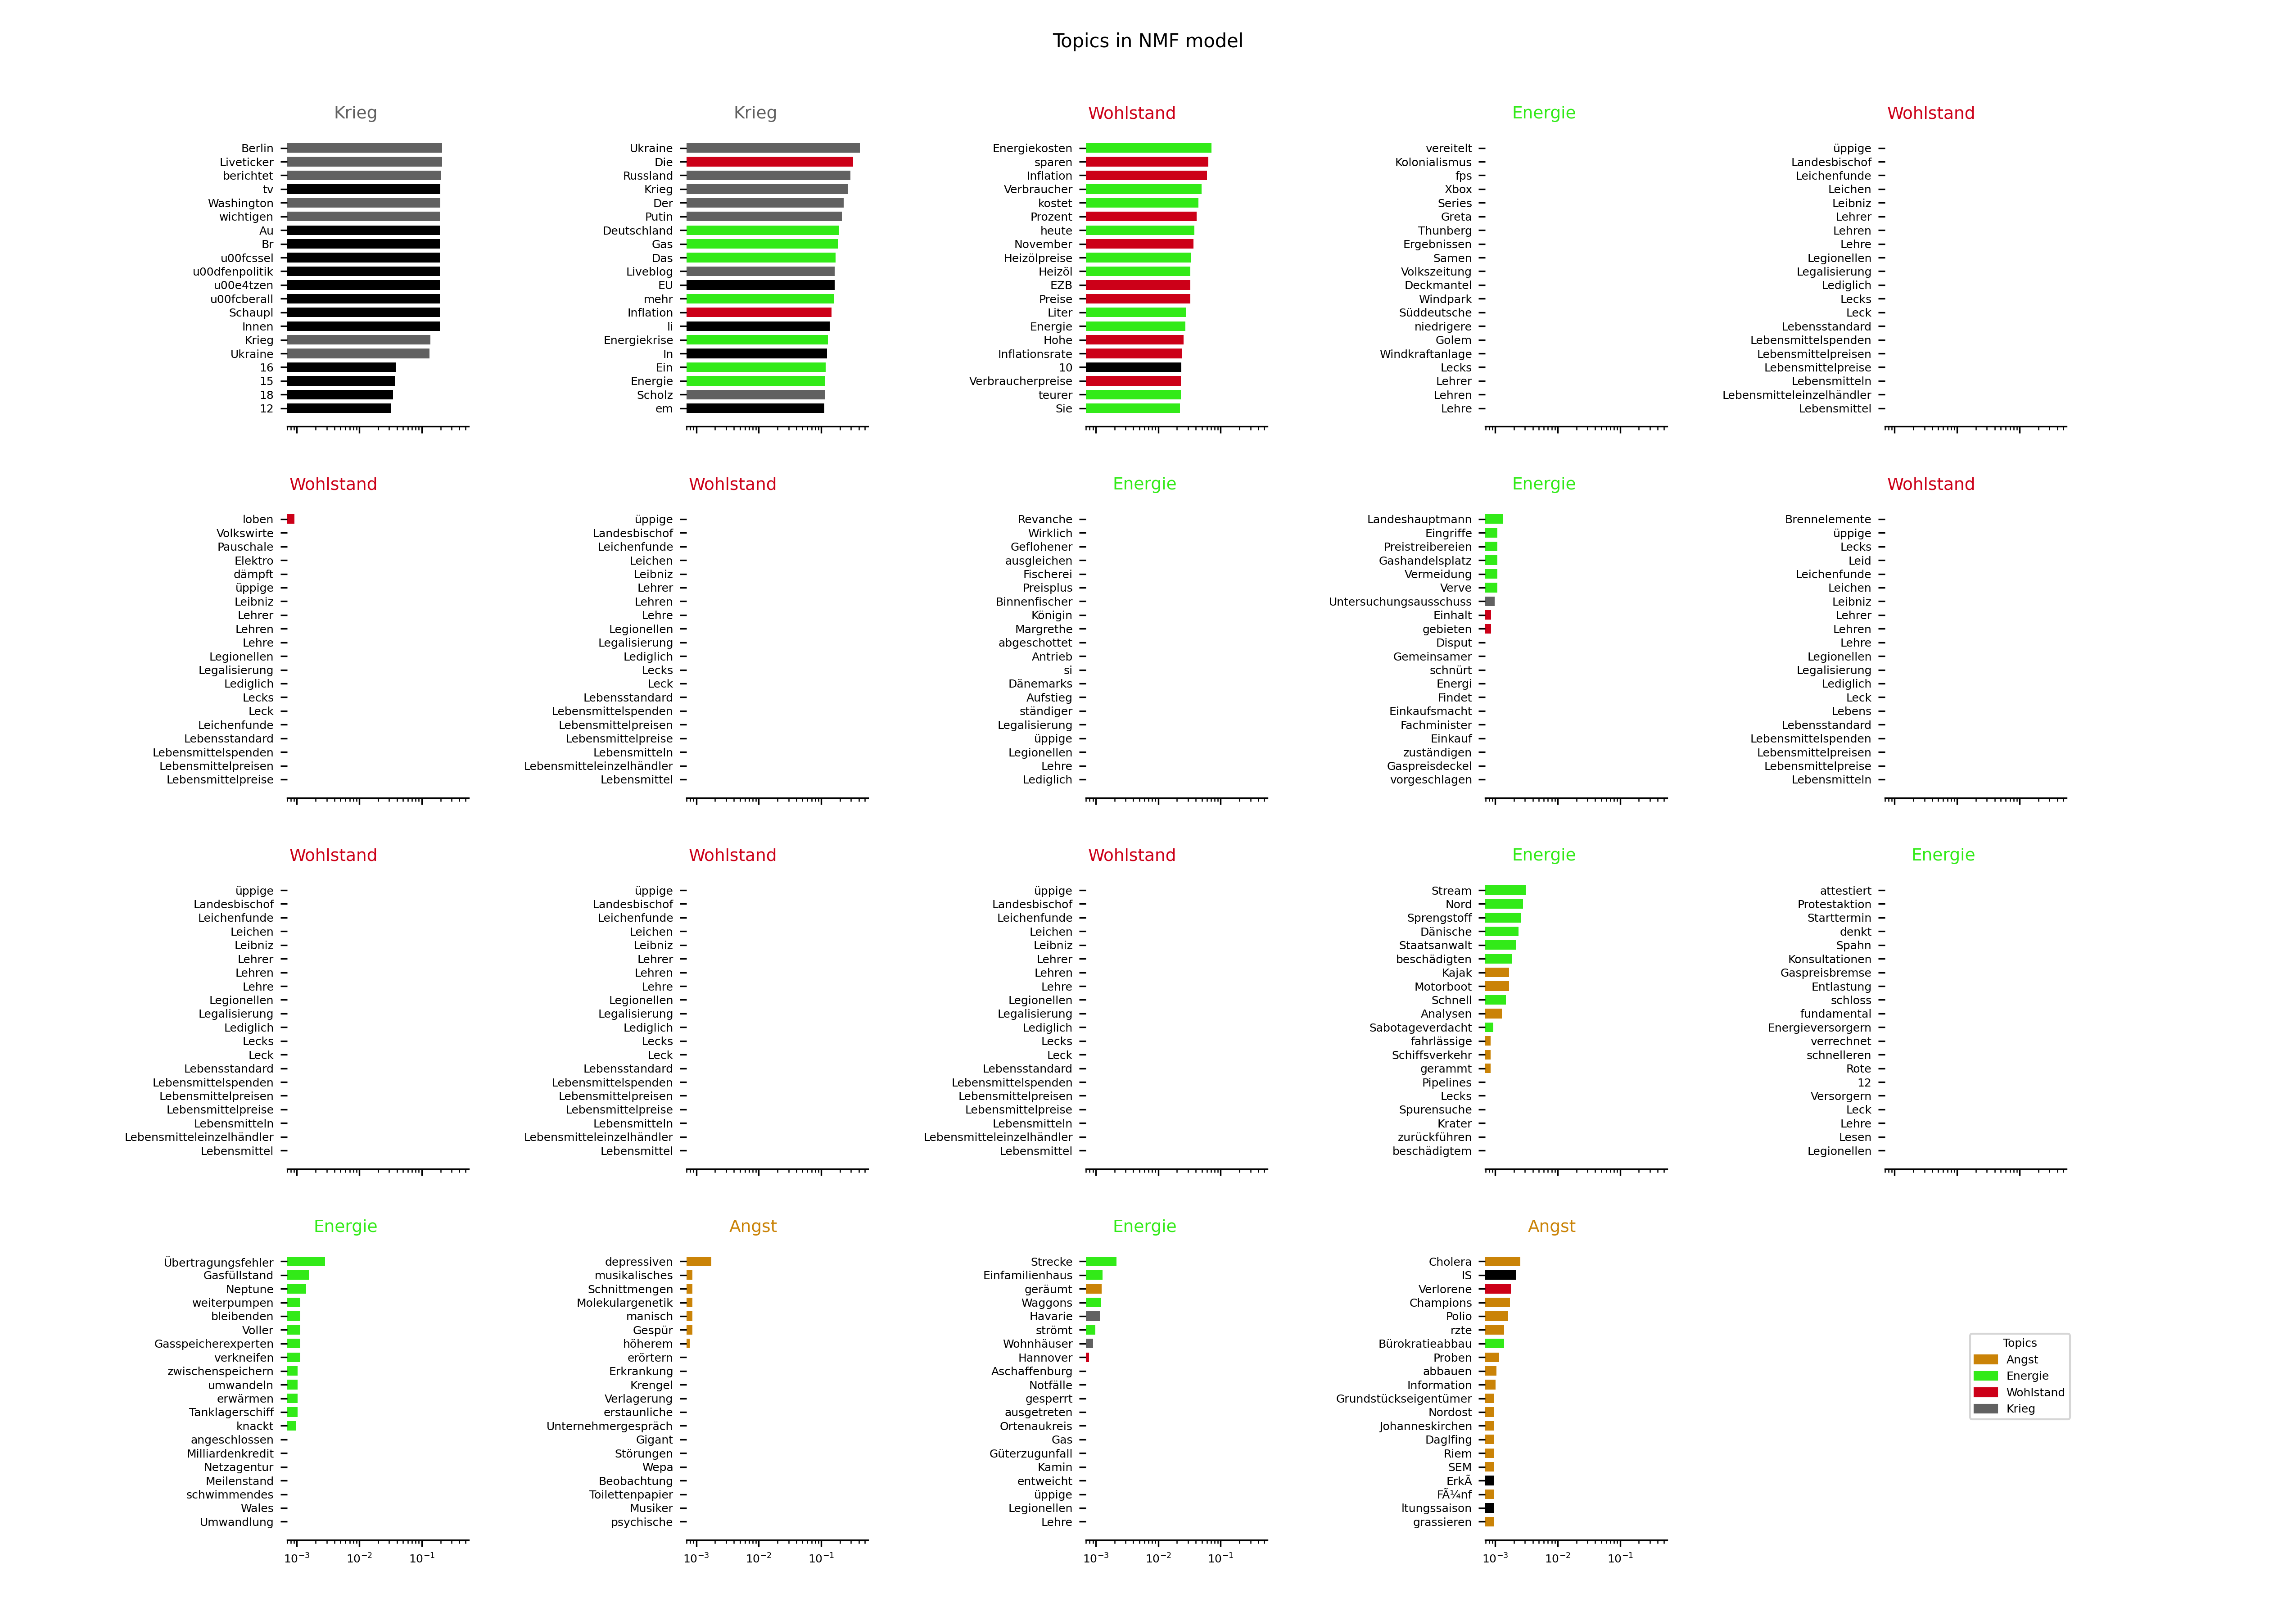 Topics in NMF model
Krieg
Berlin
Liveticker
berichtet
tv
Washington
wichtigen
Au
Br
u00fcssel
u00dfenpolitik
u00e4tzen
u00fcberall
Schaupl
Innen
Krieg
Ukraine
16
15
18
12
Krieg
Ukraine
Die
Russland
Krieg
Der
Putin
Deutschland
Gas
Das
Liveblog
EU
mehr
Inflation
li
Energiekrise
In
Ein
Energie
Scholz
em
Wohlstand
Energiekosten
sparen
Inflation
Verbraucher
kostet
Prozent
heute
November
Heizölpreise
Heizöl
EZB
Preise
Liter
Energie
Hohe
Inflationsrate
10
Verbraucherpreise
teurer
Sie
Energie
vereitelt
Kolonialismus
fps
Xbox
Series
Greta
Thunberg
Ergebnissen
Samen
Volkszeitung
Deckmantel
Windpark
Süddeutsche
niedrigere
Golem
Windkraftanlage
Lecks
Lehrer
Lehren
Lehre
Wohlstand
üppige
Landesbischof
Leichenfunde
Leichen
Leibniz
Lehrer
Lehren
Lehre
Legionellen
Legalisierung
Lediglich
Lecks
Leck
Lebensstandard
Lebensmittelspenden
Lebensmittelpreisen
Lebensmittelpreise
Lebensmitteln
Lebensmitteleinzelhändler
Lebensmittel
Wohlstand
loben
Volkswirte
Pauschale
Elektro
dämpft
üppige
Leibniz
Lehrer
Lehren
Lehre
Legionellen
Legalisierung
Lediglich
Lecks
Leck
Leichenfunde
Lebensstandard
Lebensmittelspenden
Lebensmittelpreisen
Lebensmittelpreise
Wohlstand
üppige
Landesbischof
Leichenfunde
Leichen
Leibniz
Lehrer
Lehren
Lehre
Legionellen
Legalisierung
Lediglich
Lecks
Leck
Lebensstandard
Lebensmittelspenden
Lebensmittelpreisen
Lebensmittelpreise
Lebensmitteln
Lebensmitteleinzelhändler
Lebensmittel
Energie
Revanche
Wirklich
Geflohener
ausgleichen
Fischerei
Preisplus
Binnenfischer
Königin
Margrethe
abgeschottet
Antrieb
si
Dänemarks
Aufstieg
ständiger
Legalisierung
üppige
Legionellen
Lehre
Lediglich
Energie
Landeshauptmann
Eingriffe
Preistreibereien
Gashandelsplatz
Vermeidung
Verve
Untersuchungsausschuss
Einhalt
gebieten
Disput
Gemeinsamer
schnürt
Energi
Findet
Einkaufsmacht
Fachminister
Einkauf
zuständigen
Gaspreisdeckel
vorgeschlagen
Wohlstand
Brennelemente
üppige
Lecks
Leid
Leichenfunde
Leichen
Leibniz
Lehrer
Lehren
Lehre
Legionellen
Legalisierung
Lediglich
Leck
Lebens
Lebensstandard
Lebensmittelspenden
Lebensmittelpreisen
Lebensmittelpreise
Lebensmitteln
Wohlstand
üppige
Landesbischof
Leichenfunde
Leichen
Leibniz
Lehrer
Lehren
Lehre
Legionellen
Legalisierung
Lediglich
Lecks
Leck
Lebensstandard
Lebensmittelspenden
Lebensmittelpreisen
Lebensmittelpreise
Lebensmitteln
Lebensmitteleinzelhändler
Lebensmittel
Wohlstand
üppige
Landesbischof
Leichenfunde
Leichen
Leibniz
Lehrer
Lehren
Lehre
Legionellen
Legalisierung
Lediglich
Lecks
Leck
Lebensstandard
Lebensmittelspenden
Lebensmittelpreisen
Lebensmittelpreise
Lebensmitteln
Lebensmitteleinzelhändler
Lebensmittel
Wohlstand
üppige
Landesbischof
Leichenfunde
Leichen
Leibniz
Lehrer
Lehren
Lehre
Legionellen
Legalisierung
Lediglich
Lecks
Leck
Lebensstandard
Lebensmittelspenden
Lebensmittelpreisen
Lebensmittelpreise
Lebensmitteln
Lebensmitteleinzelhändler
Lebensmittel
Energie
Stream
Nord
Sprengstoff
Dänische
Staatsanwalt
beschädigten
Kajak
Motorboot
Schnell
Analysen
Sabotageverdacht
fahrlässige
Schiffsverkehr
gerammt
Pipelines
Lecks
Spurensuche
Krater
zurückführen
beschädigtem
Energie
attestiert
Protestaktion
Starttermin
denkt
Spahn
Konsultationen
Gaspreisbremse
Entlastung
schloss
fundamental
Energieversorgern
verrechnet
schnelleren
Rote
12
Versorgern
Leck
Lehre
Lesen
Legionellen
Energie
Übertragungsfehler
Gasfüllstand
Neptune
weiterpumpen
bleibenden
Voller
Gasspeicherexperten
verkneifen
zwischenspeichern
umwandeln
erwärmen
Tanklagerschiff
knackt
angeschlossen
Milliardenkredit
Netzagentur
Meilenstand
schwimmendes
Wales
Umwandlung
10⁻³ 10⁻² 10⁻¹
Angst
depressiven
musikalisches
Schnittmengen
Molekulargenetik
manisch
Gespür
höherem
erörtern
Erkrankung
Krengel
Verlagerung
erstaunliche
Unternehmergespräch
Gigant
Störungen
Wepa
Beobachtung
Toilettenpapier
Musiker
psychische
10⁻³ 10⁻² 10⁻¹
Energie
Strecke
Einfamilienhaus
geräumt
Waggons
Havarie
strömt
Wohnhäuser
Hannover
Aschaffenburg
Notfälle
gesperrt
ausgetreten
Ortenaukreis
Gas
Güterzugunfall
Kamin
entweicht
üppige
Legionellen
Lehre
10⁻³ 10⁻² 10⁻¹
Angst
Cholera
IS
Verlorene
Champions
Polio
rzte
Bürokratieabbau
Proben
abbauen
Information
Grundstückseigentümer
Nordost
Johanneskirchen
Daglfing
Riem
SEM
ErkÃ
FÃ¼nf
ltungssaison
grassieren
10⁻³ 10⁻² 10⁻¹
Topics
Angst
Energie
Wohlstand
Krieg